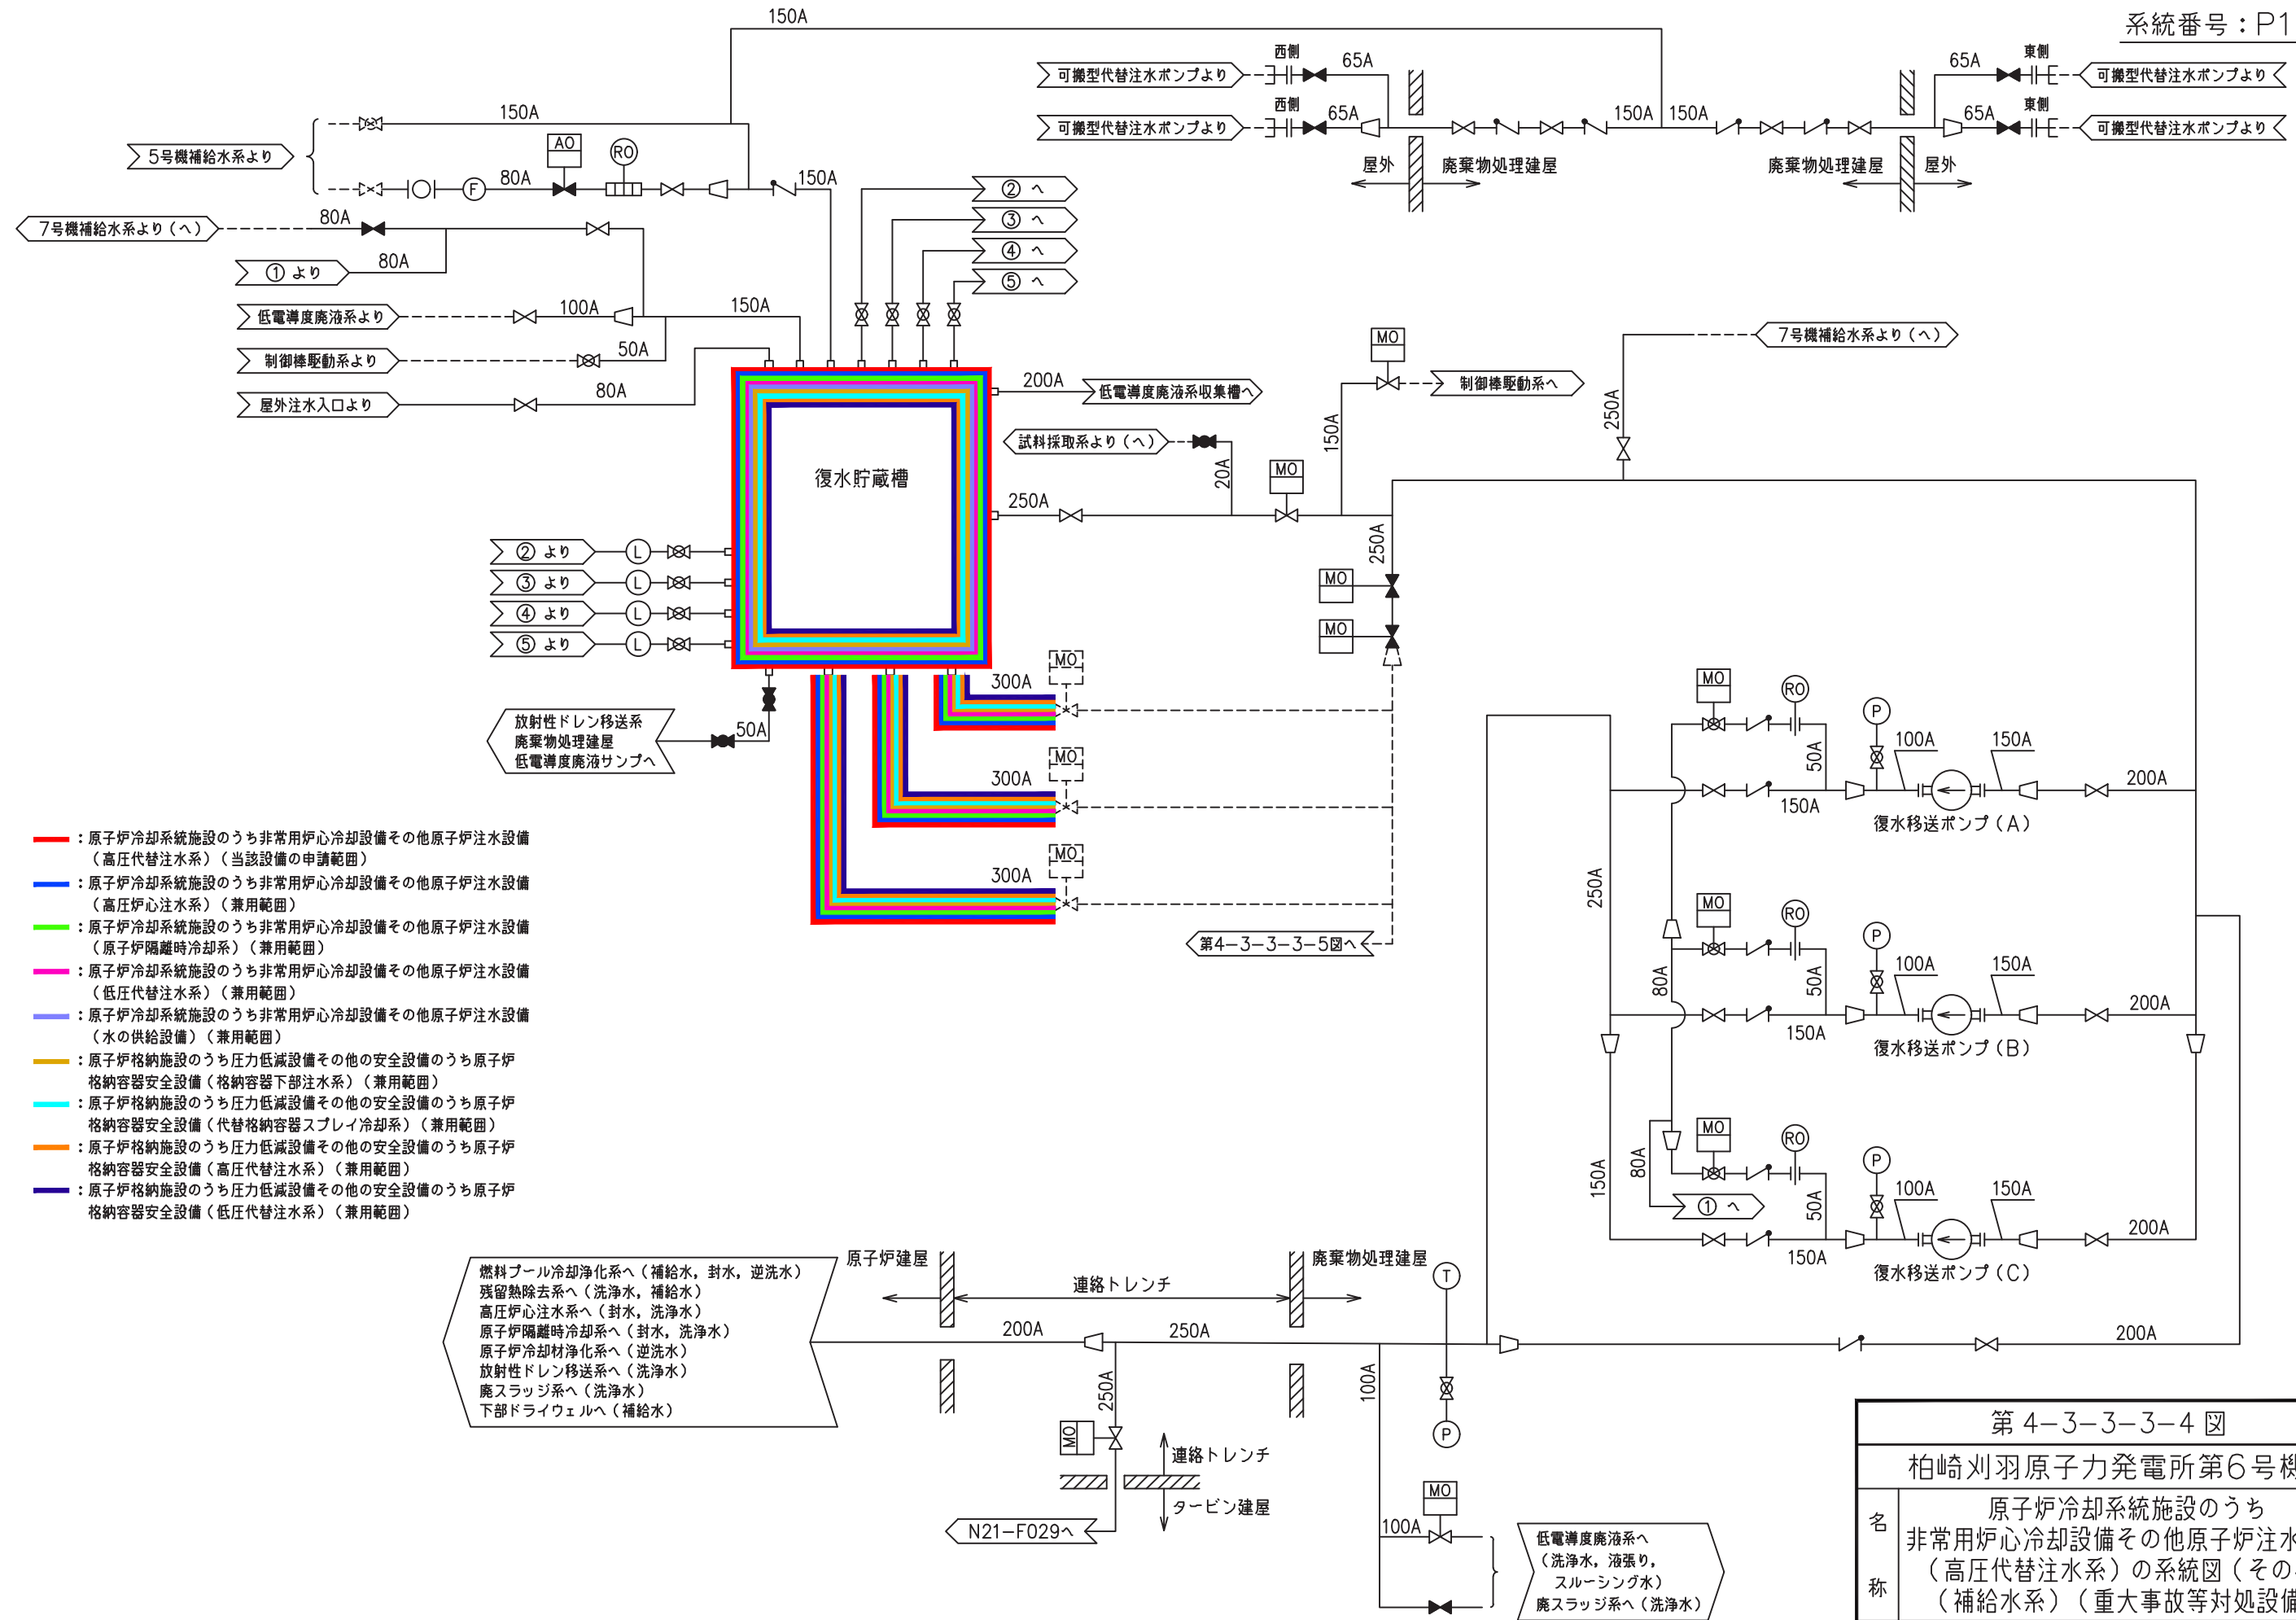 系統番号：P1
150A
150A
5号機補給水系より
AO
RO
F
80A
150A
西側
65A
可搬型代替注水ポンプより
西側
65A
可搬型代替注水ポンプより
150A
150A
東側
65A
可搬型代替注水ポンプより
東側
65A
可搬型代替注水ポンプより
屋外
廃棄物処理建屋
廃棄物処理建屋
屋外
7号機補給水系より（へ）
80A
① より
80A
低電導度廃液系より
100A
150A
制御棒駆動系より
50A
屋外注水入口より
80A
② へ
③ へ
④ へ
⑤ へ
200A
低電導度廃液系収集槽へ
試料採取系より（へ）
20A
復水貯蔵槽
250A
MO
150A
MO
制御棒駆動系へ
7号機補給水系より（へ）
250A
250A
MO
MO
② より
L
③ より
L
④ より
L
⑤ より
L
放射性ドレン移送系
廃棄物処理建屋
低電導度廃液サンプへ
50A
300A
MO
300A
MO
300A
MO
第4-3-3-3-5図へ
MO
RO
P
50A
100A
150A
200A
150A
復水移送ポンプ（A）
250A
80A
MO
RO
P
50A
100A
150A
200A
150A
復水移送ポンプ（B）
150A
80A
MO
RO
P
① へ
50A
100A
150A
200A
150A
復水移送ポンプ（C）
：原子炉冷却系統施設のうち非常用炉心冷却設備その他原子炉注水設備
（高圧代替注水系）（当該設備の申請範囲）
：原子炉冷却系統施設のうち非常用炉心冷却設備その他原子炉注水設備
（高圧炉心注水系）（兼用範囲）
：原子炉冷却系統施設のうち非常用炉心冷却設備その他原子炉注水設備
（原子炉隔離時冷却系）（兼用範囲）
：原子炉冷却系統施設のうち非常用炉心冷却設備その他原子炉注水設備
（低圧代替注水系）（兼用範囲）
：原子炉冷却系統施設のうち非常用炉心冷却設備その他原子炉注水設備
（水の供給設備）（兼用範囲）
：原子炉格納施設のうち圧力低減設備その他の安全設備のうち原子炉
格納容器安全設備（格納容器下部注水系）（兼用範囲）
：原子炉格納施設のうち圧力低減設備その他の安全設備のうち原子炉
格納容器安全設備（代替格納容器スプレイ冷却系）（兼用範囲）
：原子炉格納施設のうち圧力低減設備その他の安全設備のうち原子炉
格納容器安全設備（高圧代替注水系）（兼用範囲）
：原子炉格納施設のうち圧力低減設備その他の安全設備のうち原子炉
格納容器安全設備（低圧代替注水系）（兼用範囲）
燃料プール冷却浄化系へ（補給水，封水，逆洗水）
残留熱除去系へ（洗浄水，補給水）
高圧炉心注水系へ（封水，洗浄水）
原子炉隔離時冷却系へ（封水，洗浄水）
原子炉冷却材浄化系へ（逆洗水）
放射性ドレン移送系へ（洗浄水）
廃スラッジ系へ（洗浄水）
下部ドライウェルへ（補給水）
原子炉建屋
連絡トレンチ
廃棄物処理建屋
200A
250A
T
P
200A
250A
MO
連絡トレンチ
タービン建屋
N21-F029へ
100A
100A
MO
低電導度廃液系へ
（洗浄水，液張り，
スルーシング水）
廃スラッジ系へ（洗浄水）
第 4-3-3-3-4 図
柏崎刈羽原子力発電所第6号機
名
称
原子炉冷却系統施設のうち
非常用炉心冷却設備その他原子炉注水
（高圧代替注水系）の系統図（その
（補給水系）（重大事故等対処設備